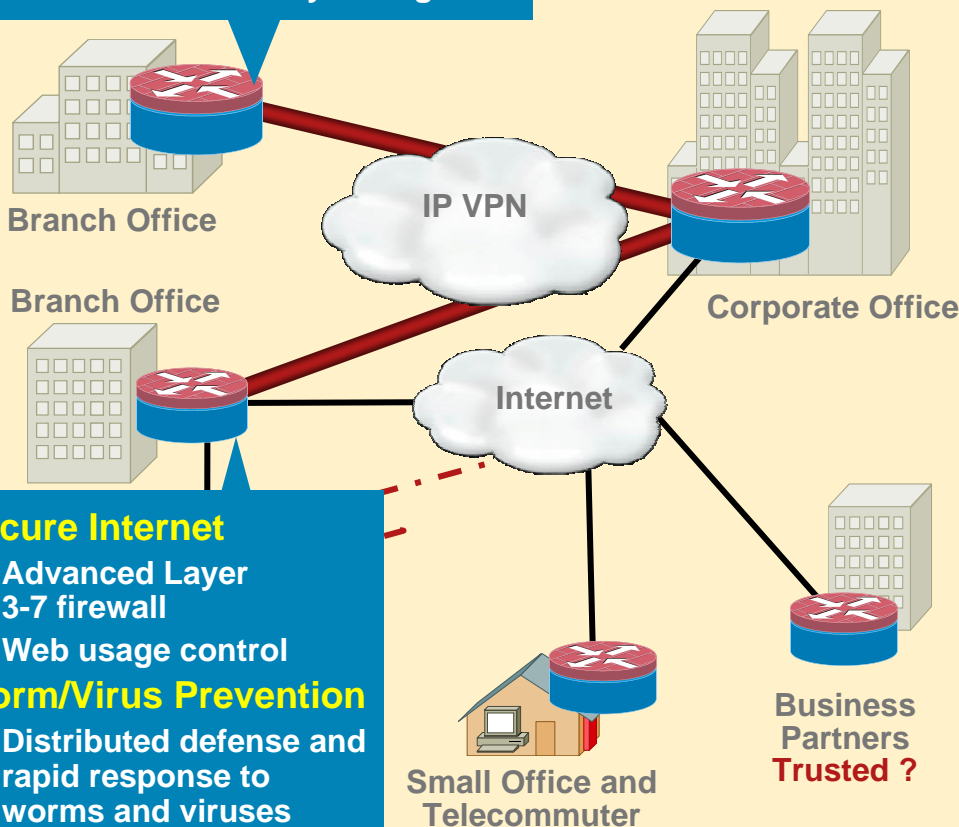 Branch Office
IP VPN
Branch Office
Corporate Office
Internet
cure Internet
Advanced Layer
3-7 firewall
Web usage control
orm/Virus Prevention
Distributed defense and
rapid response to
worms and viruses
Small Office and
Telecommuter
Business
Partners
Trusted ?